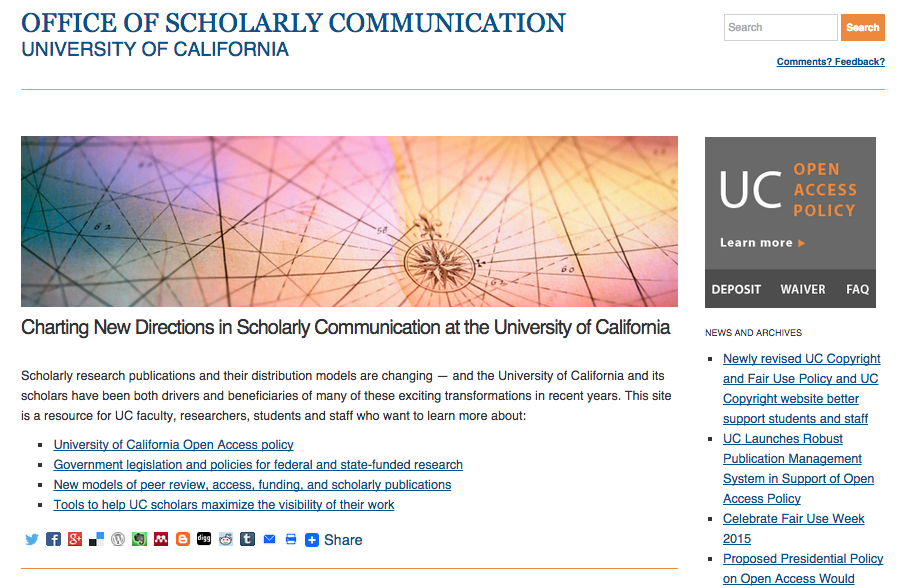 OFFICE OF SCHOLARLY COMMUNICATION
UNIVERSITY OF CALIFORNIA
Search
Search
Comments? Feedback?
62
58
60
UC OPEN ACCESS POLICY
Learn more
DEPOSIT WAIVER FAQ
Charting New Directions in Scholarly Communication at the University of California
Scholarly research publications and their distribution models are changing — and the University of California and its
scholars have been both drivers and beneficiaries of many of these exciting transformations in recent years. This site
is a resource for UC faculty, researchers, students and staff who want to learn more about:
University of California Open Access policy
Government legislation and policies for federal and state-funded research
New models of peer review, access, funding, and scholarly publications
Tools to help UC scholars maximize the visibility of their work
digg
Share
NEWS AND ARCHIVES
Newly revised UC Copyright
and Fair Use Policy and UC
Copyright website better
support students and staff
UC Launches Robust
Publication Management
System in Support of Open
Access Policy
Celebrate Fair Use Week
2015
Proposed Presidential Policy
on Open Access Would